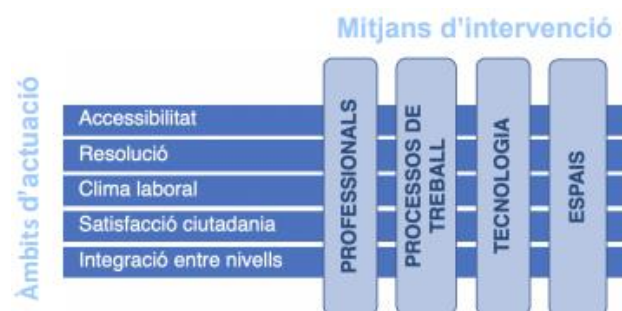 Mitjans d'intervenció
Àmbits d'actuació
Accessibilitat
Resolució
Clima laboral
Satisfacció ciutadania
Integració entre nivells
PROFESSIONALS
PROCESSOS DE
TREBALL
TECNOLOGIA
ESPAIS